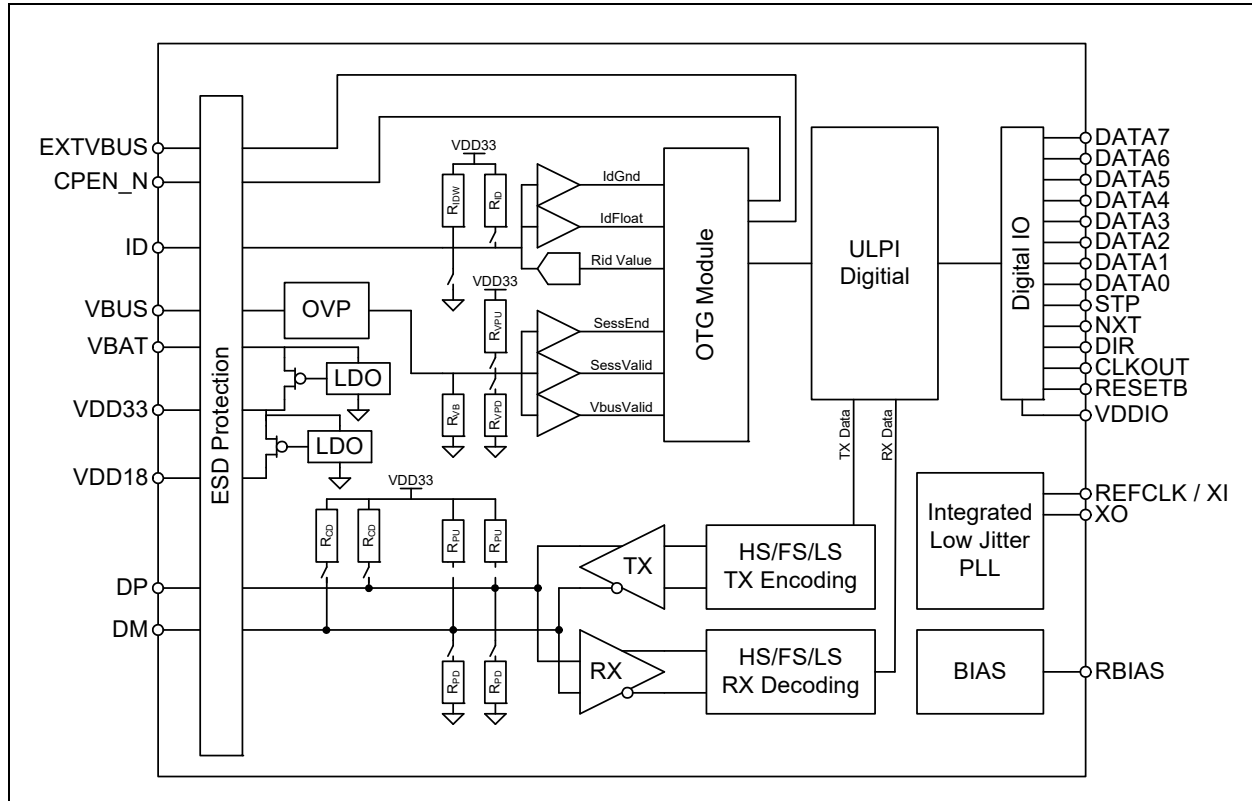 EXTVBUS
CPEN_N
ID
VBUS
VBAT
VDD33
VDD18
DP
DM
ESD Protection
OVP
LDO
LDO
VDD33
RIDW
RID
IdGnd
IdFloat
Rid Value
VDD33
RVPU
RVB
RVPD
SessEnd
SessValid
VbusValid
OTG Module
ULPI
Digitial
TX Data
RX Data
Digital IO
DATA7
DATA6
DATA5
DATA4
DATA3
DATA2
DATA1
DATA0
STP
NXT
DIR
CLKOUT
RESETB
VDDIO
VDD33
RCD
RCD
RPU
RPU
RPD
RPD
TX
HS/FS/LS
TX Encoding
RX
HS/FS/LS
RX Decoding
Integrated
Low Jitter
PLL
REFCLK / XI
XO
BIAS
RBIAS